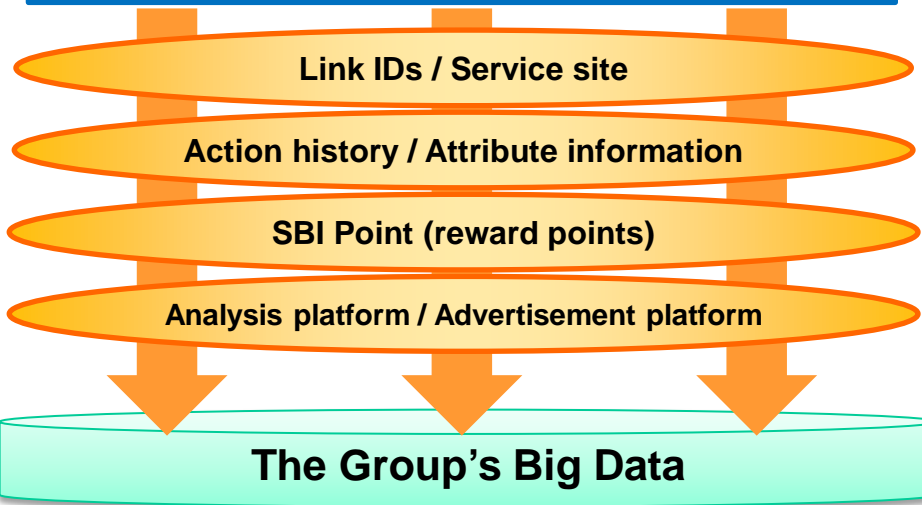 Link IDs / Service site
Action history / Attribute information
SBI Point (reward points)
Analysis platform / Advertisement platform
The Group’s Big Data